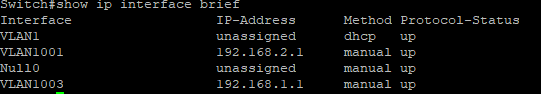 Switch#show ip interface brief
Interface IP-Address Method Protocol-Status
VLAN1 unassigned dhcp up
VLAN1001 192.168.2.1 manual up
Null0 unassigned manual up
VLAN1003 192.168.1.1 manual up